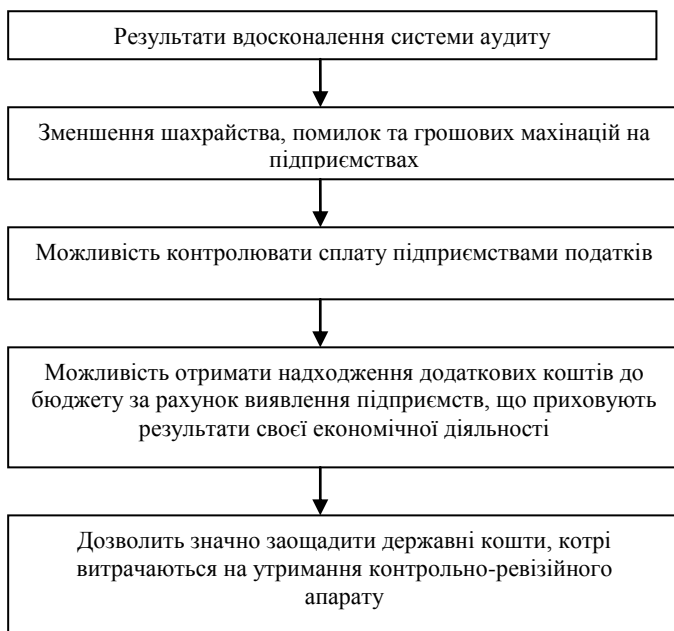 Результати вдосконалення системи аудиту
Зменшення шахрайства, помилок та грошових махінацій на
підприємствах
Можливість контролювати сплату підприємствами податків
Можливість отримати надходження додаткових коштів до
бюджету за рахунок виявлення підприємств, що приховують
результати своєї економічної діяльності
Дозволить значно заощадити державні кошти, котрі
витрачаються на утримання контрольно-ревізійного
апарату